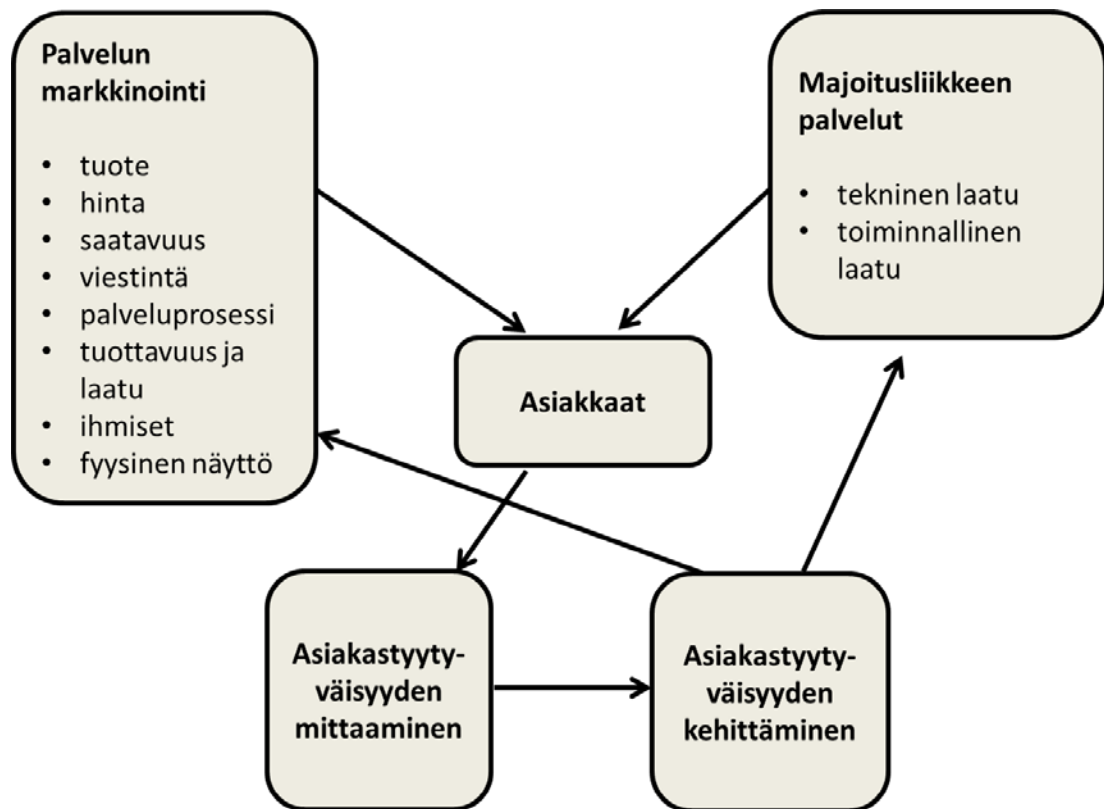 Palvelun
markkinointi
• tuote
• hinta
• saatavuus
• viestintä
• palveluprosessi
• tuottavuus ja
laatu
• ihmiset
• fyysinen näyttö
Majoitusliikkeen
palvelut
• tekninen laatu
• toiminnallinen
laatu
Asiakkaat
Asiakastyyty-
väisyyden
mittaaminen
Asiakastyyty-
väisyyden
kehittäminen